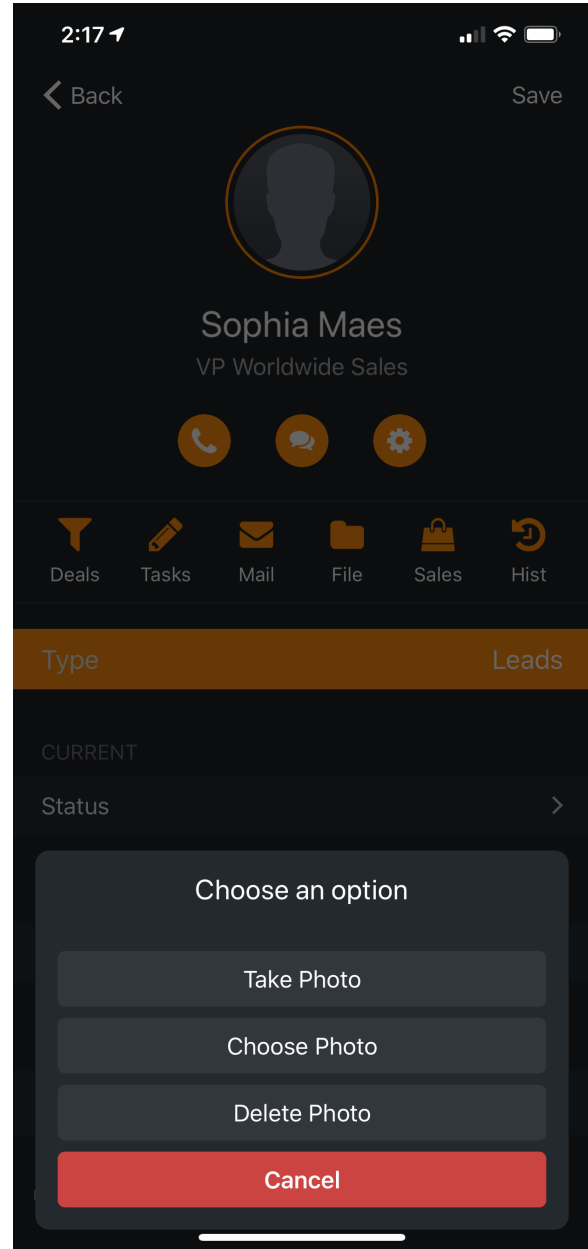 2:17
Back
Save
Sophia Maes
VP Worldwide Sales
Deals
Tasks
Mail
File
Sales
Hist
Type
Leads
CURRENT
Status
Choose an option
Take Photo
Choose Photo
Delete Photo
Cancel